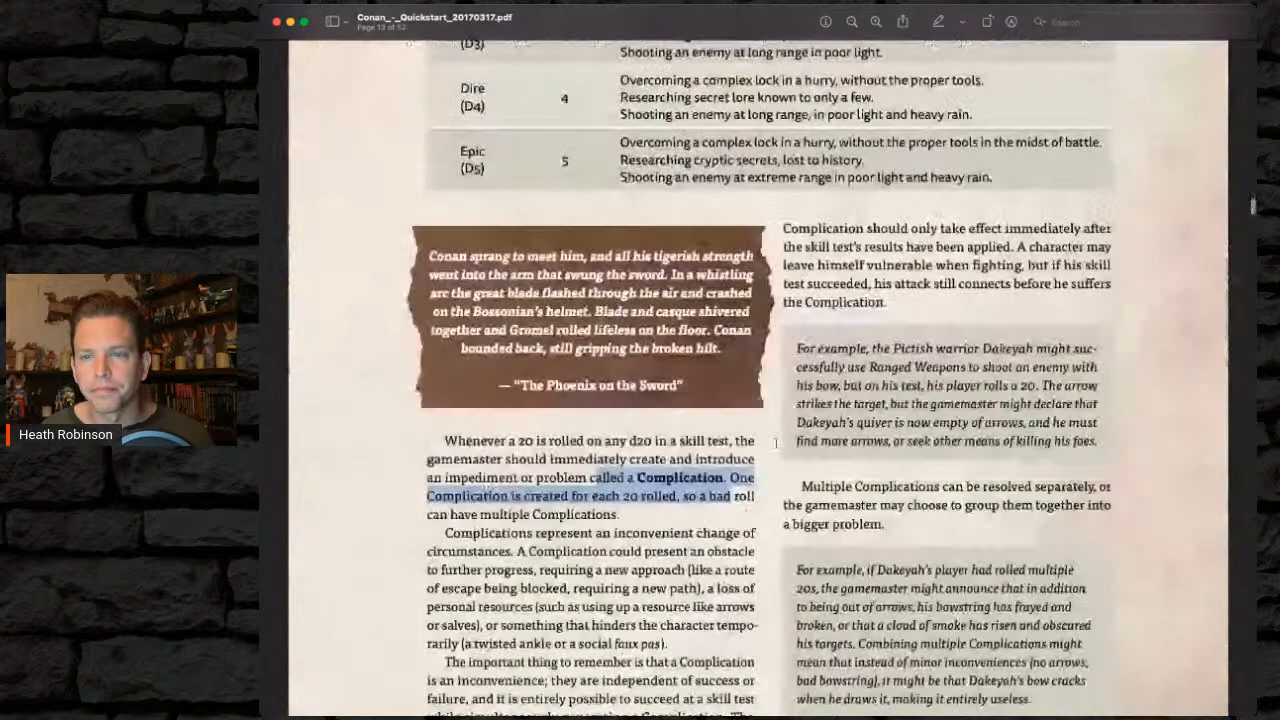 Conan_-_Quickstart_20170317.pdf
Page 13 of 52
Search
(D3)
Shooting an enemy at long range in poor light.
Dire
(D4)
4
Overcoming a complex lock in a hurry, without the proper tools.
Researching secret lore known to only a few.
Shooting an enemy at long range, in poor light and heavy rain.
Epic
(D5)
5
Overcoming a complex lock in a hurry, without the proper tools in the midst of battle.
Researching cryptic secrets, lost to history.
Shooting an enemy at extreme range in poor light and heavy rain.
Conan sprang to meet him, and all his tigerish strength
went into the arm that swung the sword. In a whistling
arc the great blade flashed through the air and crashed
on the Bossonian's helmet. Blade and casque shivered
together and Gromel rolled lifeless on the floor. Conan
bounded back, still gripping the broken hilt.
— "The Phoenix on the Sword"
Whenever a 20 is rolled on any d20 in a skill test, the
gamemaster should immediately create and introduce
an impediment or problem called a Complication. One
Complication is created for each 20 rolled, so a bad roll
can have multiple Complications.
Complications represent an inconvenient change of
circumstances. A Complication could present an obstacle
to further progress, requiring a new approach (like a route
of escape being blocked, requiring a new path), a loss of
personal resources (such as using up a resource like arrows
or salves), or something that hinders the character tempo-
rarily (a twisted ankle or a social faux pas).
The important thing to remember is that a Complication
is an inconvenience; they are independent of success or
failure, and it is entirely possible to succeed at a skill test
Complication should only take effect immediately after
the skill test's results have been applied. A character may
leave himself vulnerable when fighting, but if his skill
test succeeded, his attack still connects before he suffers
the Complication.
For example, the Pictish warrior Dakeyah might suc-
cessfully use Ranged Weapons to shoot an enemy with
his bow, but on his test, his player rolls a 20. The arrow
strikes the target, but the gamemaster might declare that
Dakeyah's quiver is now empty of arrows, and he must
find more arrows, or seek other means of killing his foes.
Multiple Complications can be resolved separately, or
the gamemaster may choose to group them together into
a bigger problem.
For example, if Dakeyah's player had rolled multiple
20s, the gamemaster might announce that in addition
to being out of arrows, his bowstring has frayed and
broken, or that a cloud of smoke has risen and obscured
his targets. Combining multiple Complications might
mean that instead of minor inconveniences (no arrows,
bad bowstring), it might be that Dakeyah's bow cracks
when he draws it, making it entirely useless.
Heath Robinson